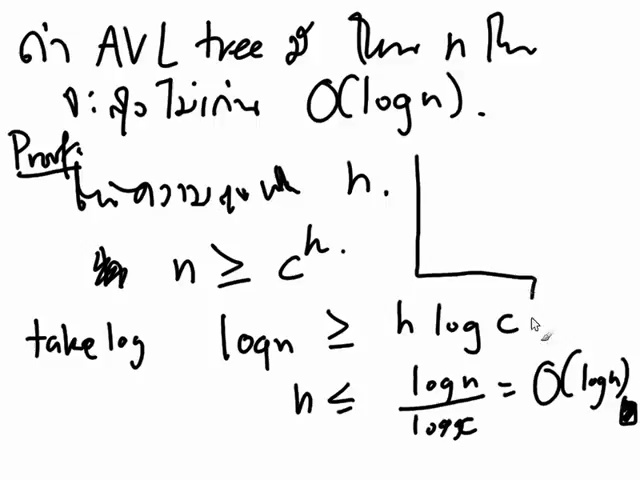 ถ้า AVL tree มี โหนด n โหนด
จะสูงไม่เกิน O(log n).
Proof:
ให้ความสูงเป็น h.
n ≥ c^h.
take log log n ≥ h log c
h ≤ log n / log c = O(log n)